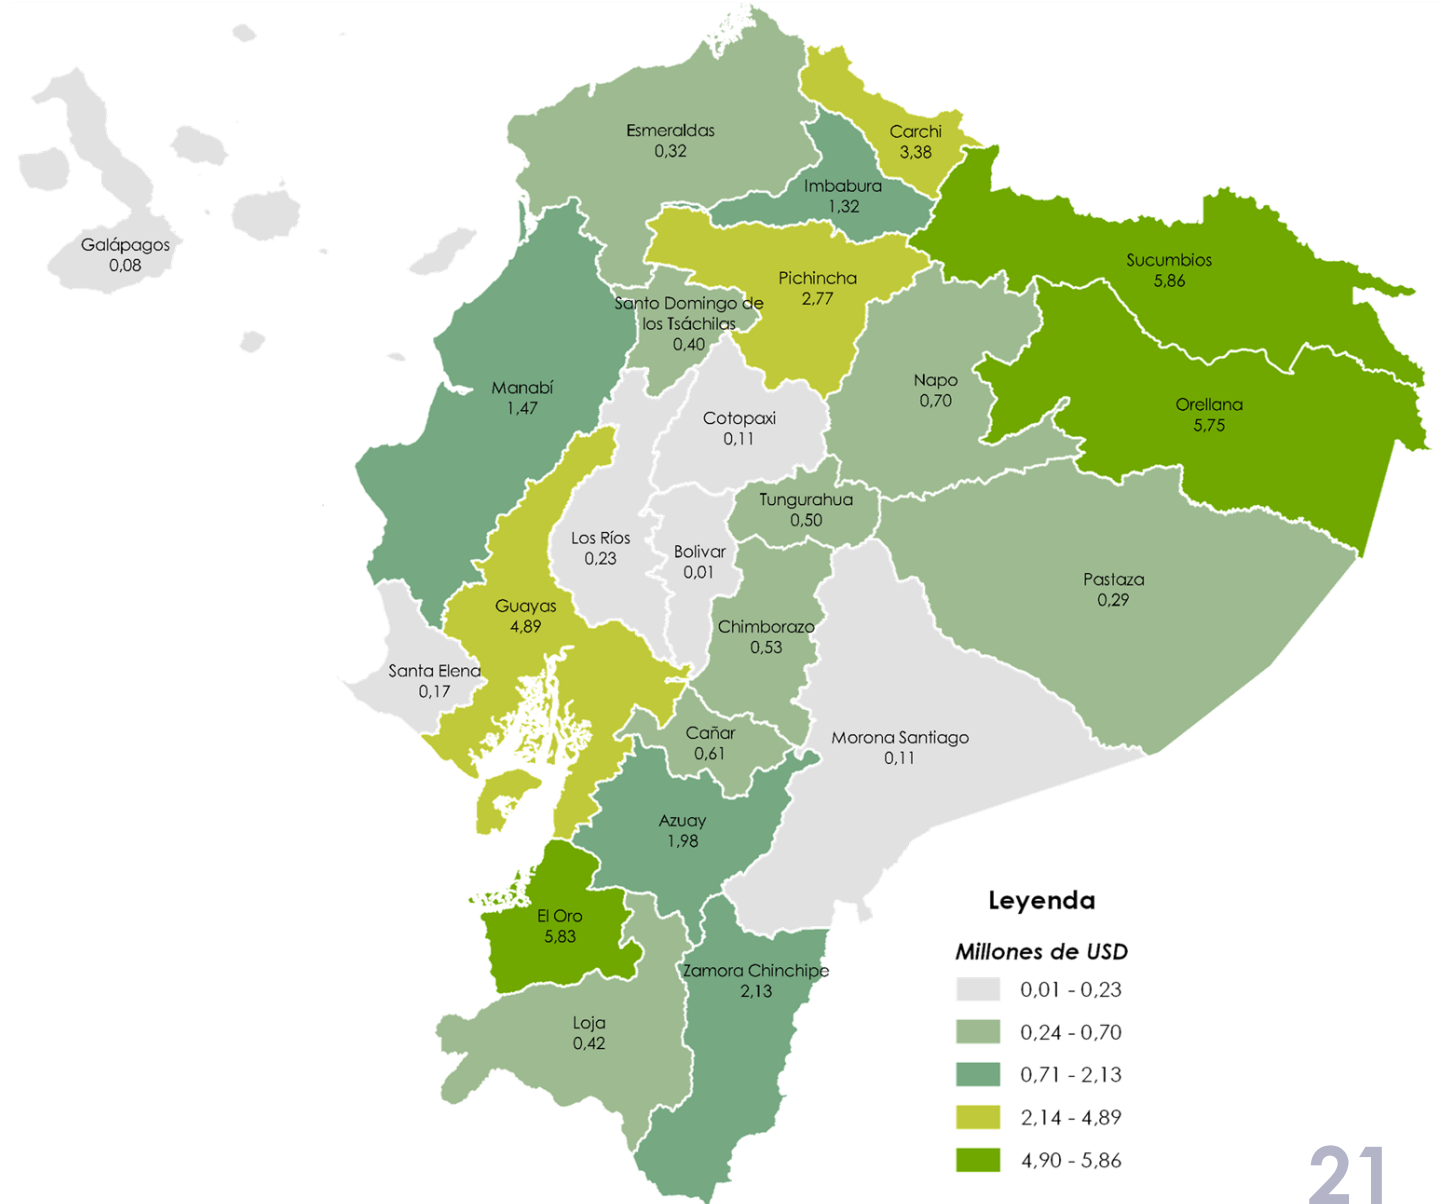 Esmeraldas
0,32
Carchi
3,38
Imbabura
1,32
Galápagos
0,08
Sucumbios
5,86
Pichincha
2,77
Santo Domingo de
los Tsáchilas
0,40
Manabí
1,47
Napo
0,70
Orellana
5,75
Cotopaxi
0,11
Tungurahua
0,50
Los Ríos
0,23
Bolivar
0,01
Pastaza
0,29
Guayas
4,89
Chimborazo
0,53
Santa Elena
0,17
Cañar
0,61
Morona Santiago
0,11
Azuay
1,98
El Oro
5,83
Zamora Chinchipe
2,13
Loja
0,42
Leyenda
Millones de USD
0,01 - 0,23
0,24 - 0,70
0,71 - 2,13
2,14 - 4,89
4,90 - 5,86
21